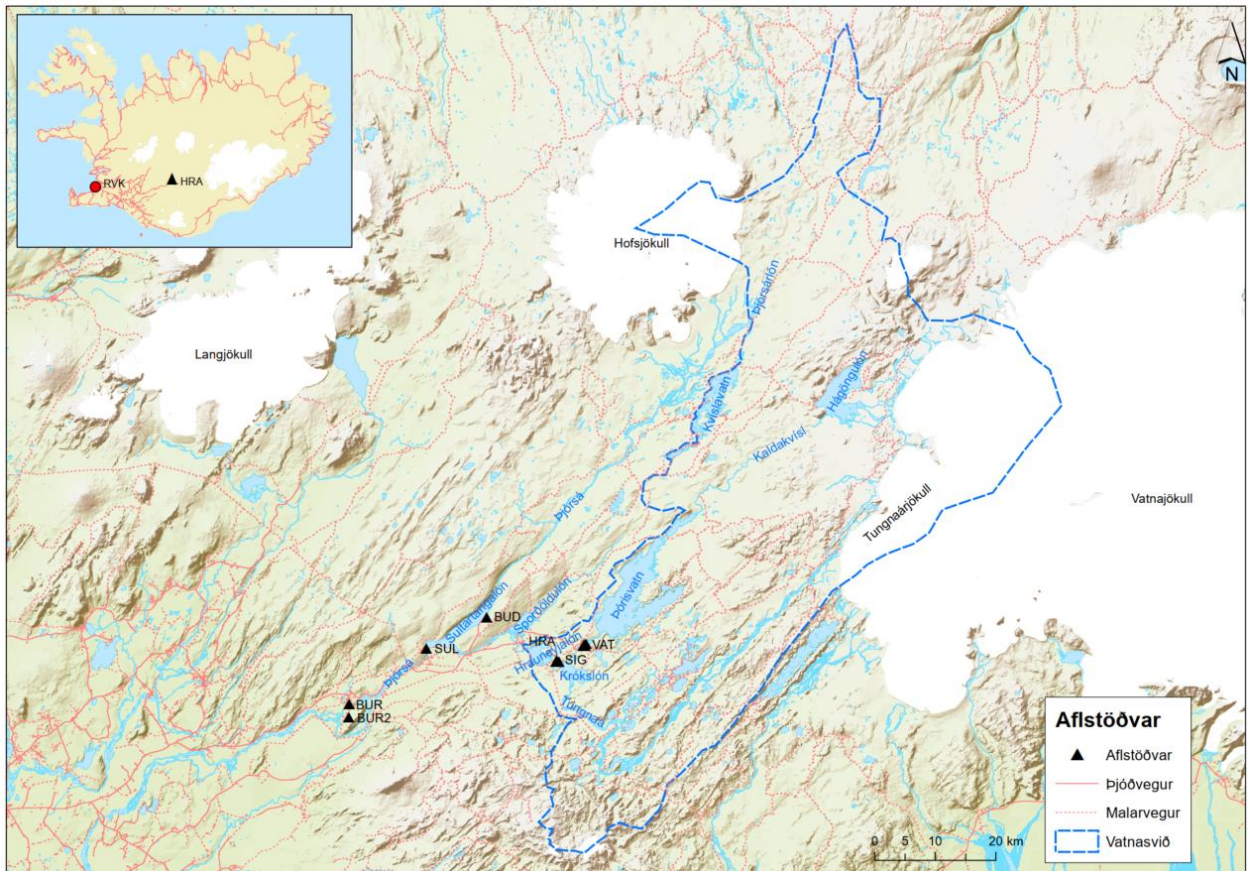 RVK
HRA
N
Hofsjökull
Þjórsárlón
Langjökull
Hágöngulón
Kvíslavatn
Kaldakvísl
Vatnajökull
Tungnaárjökull
Þjórsá
Þórisvatn
Sultartangalón
Sporðöldulón
BUD
HRA
VAT
Hrauneyjalón
SUL
SIG
Krókslón
Þjórsá
BUR
BUR2
Tungnaá
Aflstöðvar
Aflstöðvar
Þjóðvegur
Malarvegur
Vatnasvið
0 5 10 20 km